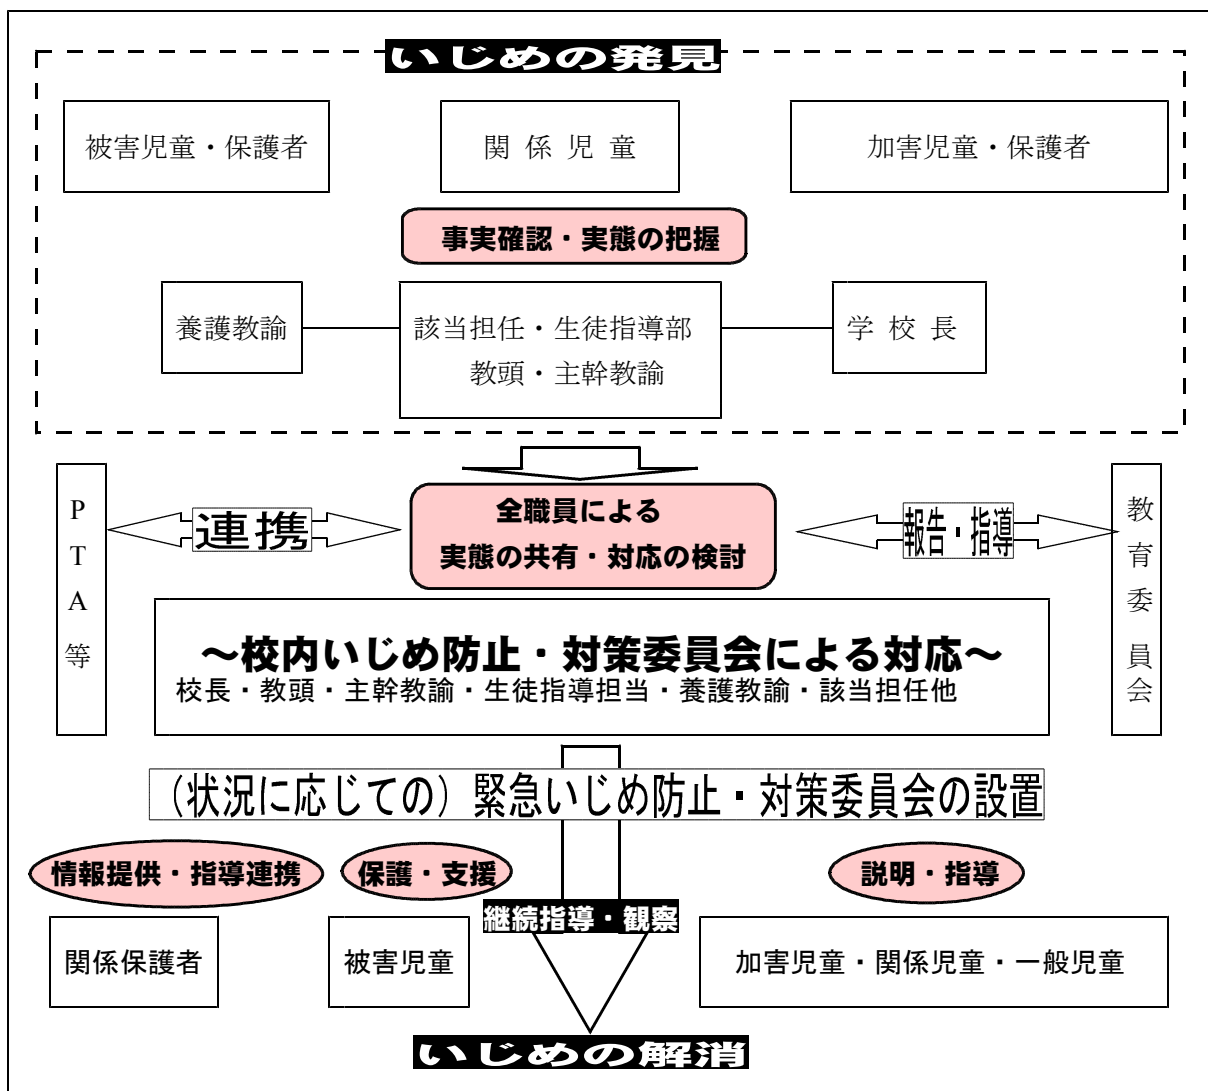 いじめの発見
被害児童・保護者
関係児童
加害児童・保護者
事実確認・実態の把握
養護教諭
該当担任・生徒指導部
教頭・主幹教諭
学校長
PTA等
連携
全職員による
実態の共有・対応の検討
報告・指導
教育委員会
～校内いじめ防止・対策委員会による対応～
校長・教頭・主幹教諭・生徒指導担当・養護教諭・該当担任他
（状況に応じての）緊急いじめ防止・対策委員会の設置
情報提供・指導連携
保護・支援
説明・指導
継続指導・観察
関係保護者
被害児童
加害児童・関係児童・一般児童
いじめの解消